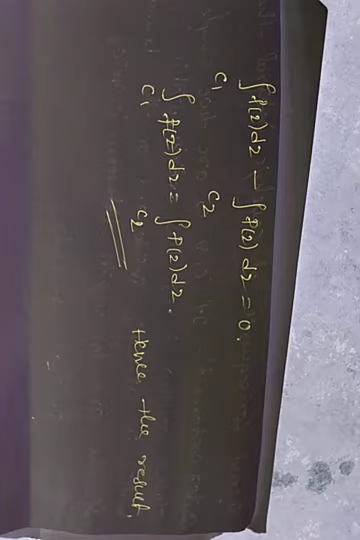 ∫f(z)dz - ∫f(z)dz = 0.
C₁ C₂
∫f(z)dz = ∫f(z)dz.
C₁ C₂
Hence the result.